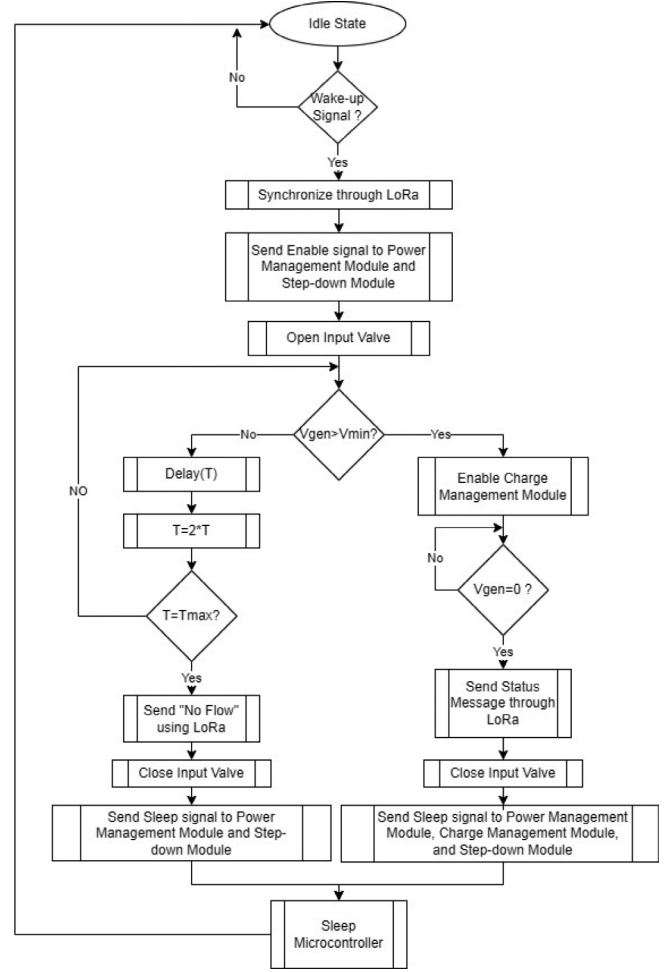 Idle State
No
Wake-up
Signal ?
Yes
Synchronize through LoRa
Send Enable signal to Power
Management Module and
Step-down Module
Open Input Valve
No
Vgen>Vmin?
Yes
Delay(T)
Enable Charge
Management Module
NO
T=2*T
No
Vgen=0 ?
T=Tmax?
Yes
Yes
Send "No Flow"
using LoRa
Send Status
Message through
LoRa
Close Input Valve
Close Input Valve
Send Sleep signal to Power
Management Module and Step-
down Module
Send Sleep signal to Power Management
Module, Charge Management Module,
and Step-down Module
Sleep
Microcontroller